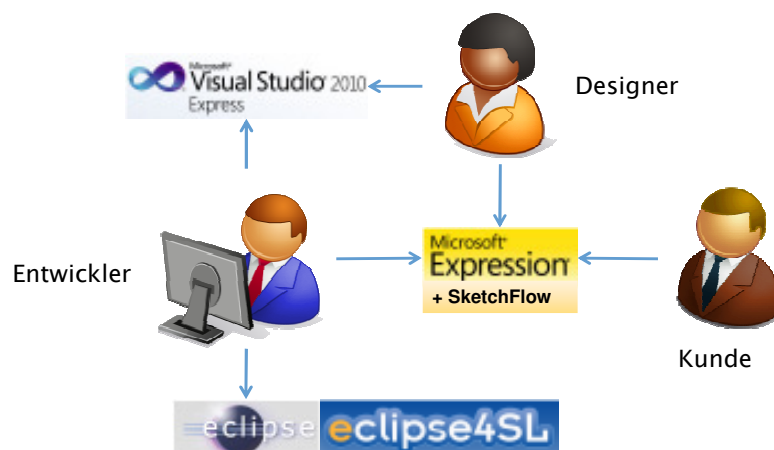 Microsoft®
Visual Studio® 2010
Express
Designer
Entwickler
Microsoft®
Expression®
+ SketchFlow
Kunde
eclipse
eclipse4SL